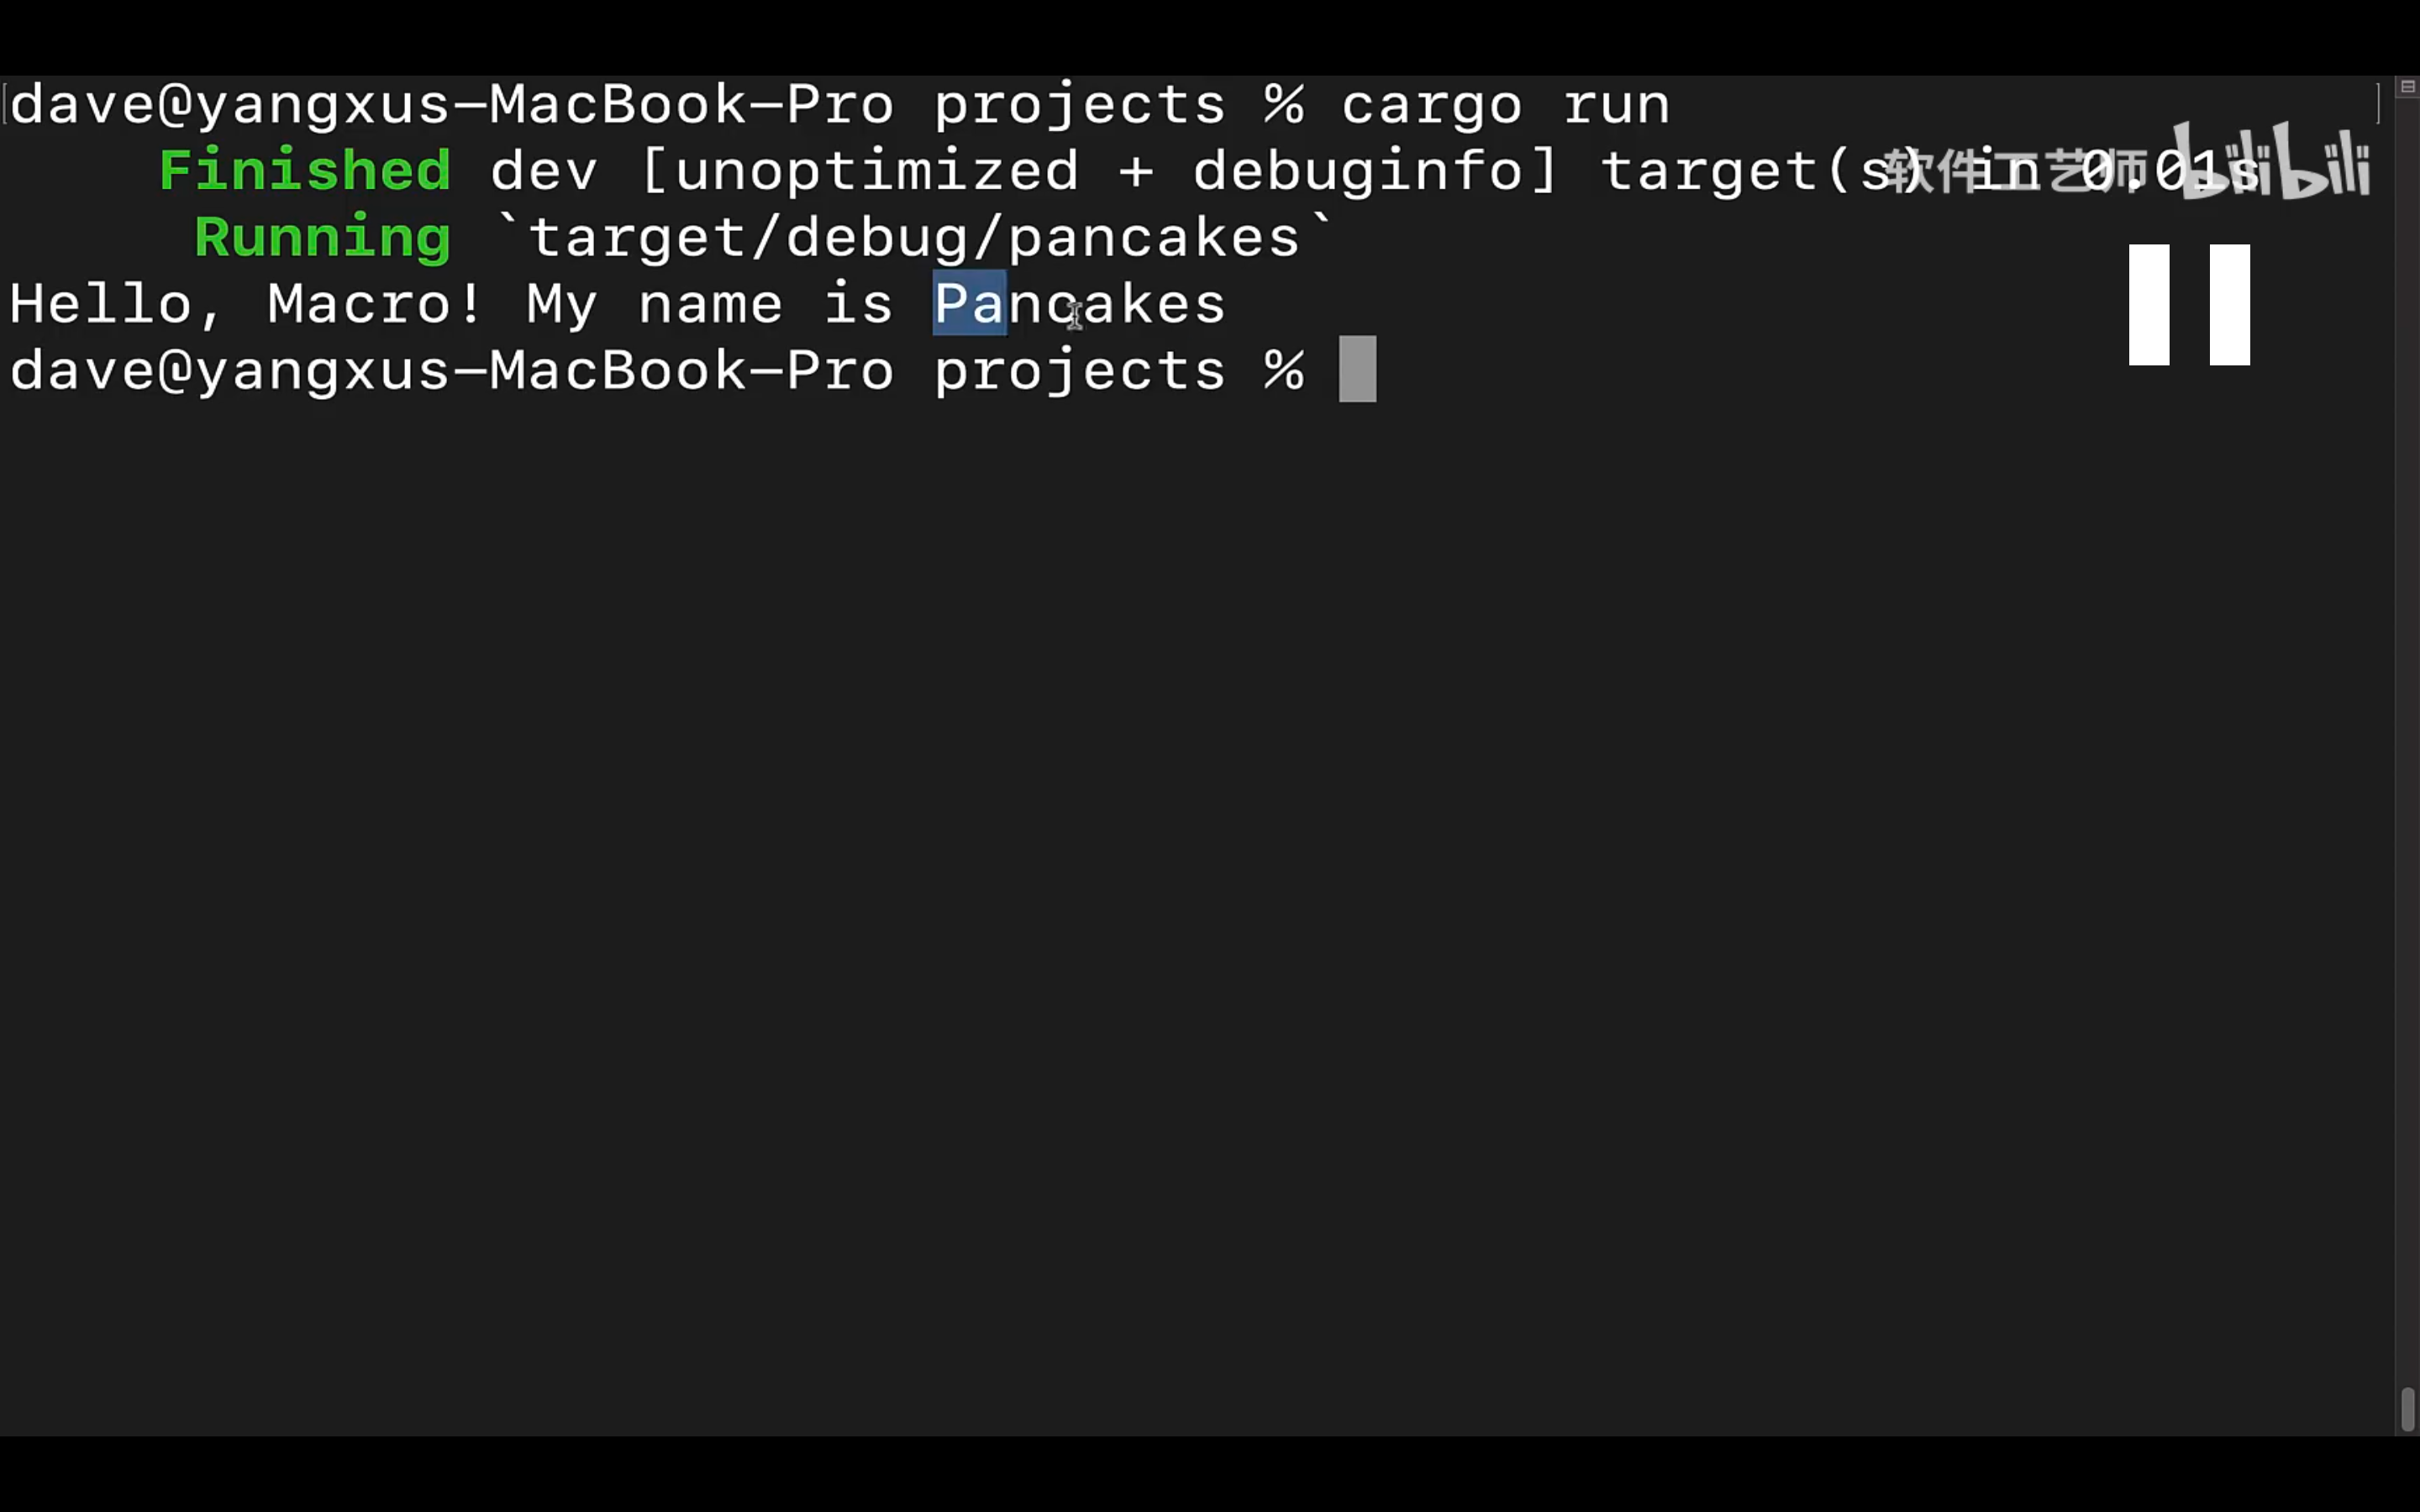 dave@yangxus-MacBook-Pro projects % cargo run
Finished dev [unoptimized + debuginfo] target(s) in 0.01s
软件工艺师 bilibili
Running `target/debug/pancakes`
Hello, Macro! My name is Pancakes
dave@yangxus-MacBook-Pro projects %